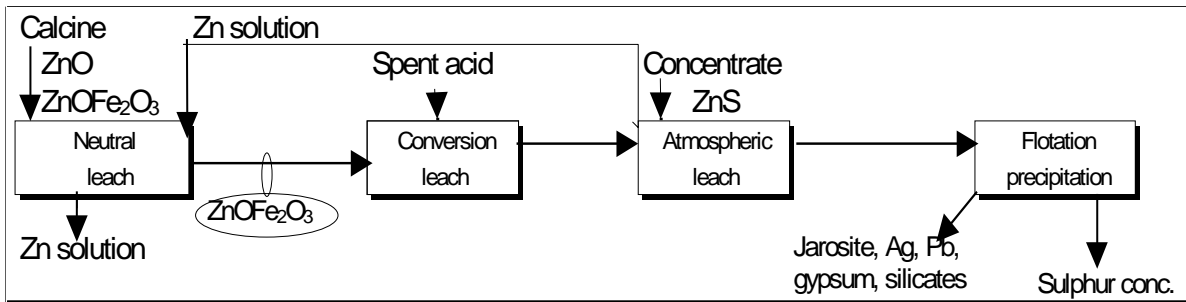 Calcine
ZnO
ZnOFe₂O₃
Zn solution
Spent acid
Concentrate
ZnS
Neutral
leach
Conversion
leach
Atmospheric
leach
Flotation
precipitation
ZnOFe₂O₃
Zn solution
Jarosite, Ag, Pb,
gypsum, silicates
Sulphur conc.